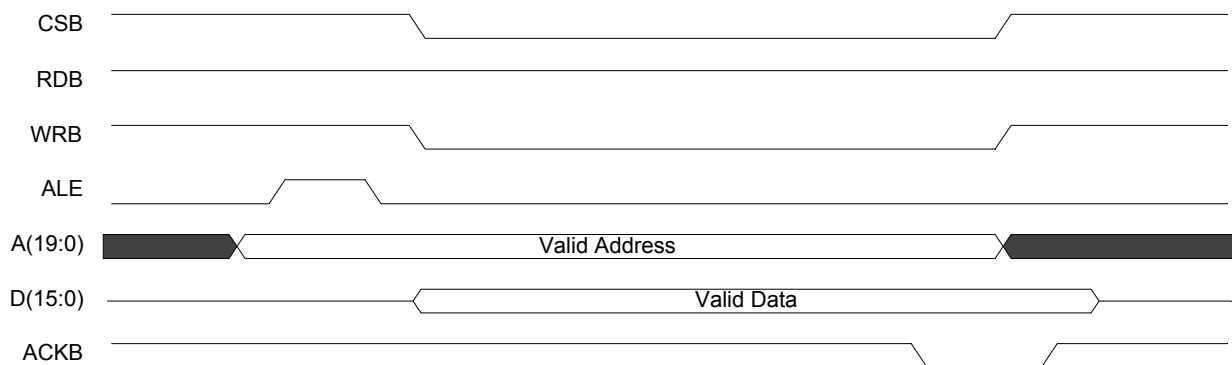 CSB
RDB
WRB
ALE
A(19:0)
Valid Address
D(15:0)
Valid Data
ACKB